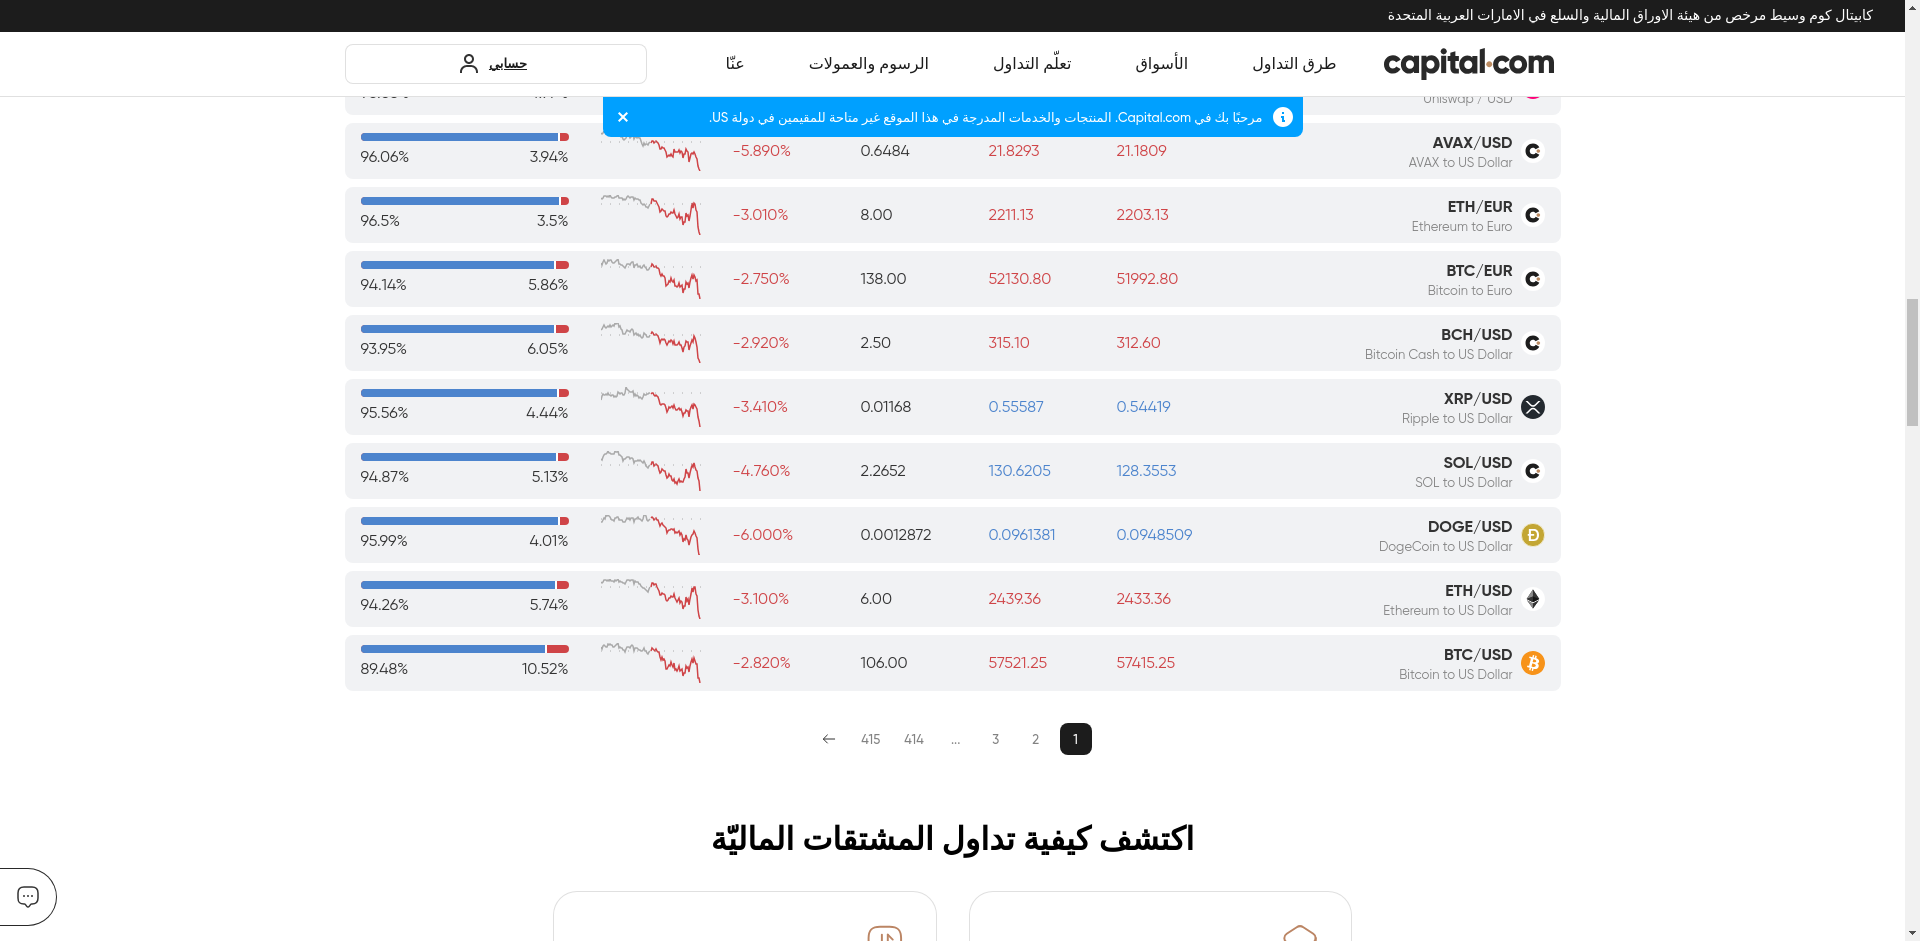 كابيتال كوم وسيط مرخص من هيئة الاوراق المالية والسلع في الامارات العربية المتحدة
capital.com طرق التداول الأسواق تعلّم التداول الرسوم والعمولات عنّا حسابي
Uniswap / USD
مرحبًا بك في Capital.com. المنتجات والخدمات المدرجة في هذا الموقع غير متاحة للمقيمين في دولة US.
AVAX/USD
AVAX to US Dollar
21.1809 21.8293 0.6484 -5.890% 3.94% 96.06%
ETH/EUR
Ethereum to Euro
2203.13 2211.13 8.00 -3.010% 3.5% 96.5%
BTC/EUR
Bitcoin to Euro
51992.80 52130.80 138.00 -2.750% 5.86% 94.14%
BCH/USD
Bitcoin Cash to US Dollar
312.60 315.10 2.50 -2.920% 6.05% 93.95%
XRP/USD
Ripple to US Dollar
0.54419 0.55587 0.01168 -3.410% 4.44% 95.56%
SOL/USD
SOL to US Dollar
128.3553 130.6205 2.2652 -4.760% 5.13% 94.87%
DOGE/USD
DogeCoin to US Dollar
0.0948509 0.0961381 0.0012872 -6.000% 4.01% 95.99%
ETH/USD
Ethereum to US Dollar
2433.36 2439.36 6.00 -3.100% 5.74% 94.26%
BTC/USD
Bitcoin to US Dollar
57415.25 57521.25 106.00 -2.820% 10.52% 89.48%
1 2 3 ... 414 415
اكتشف كيفية تداول المشتقات الماليّة